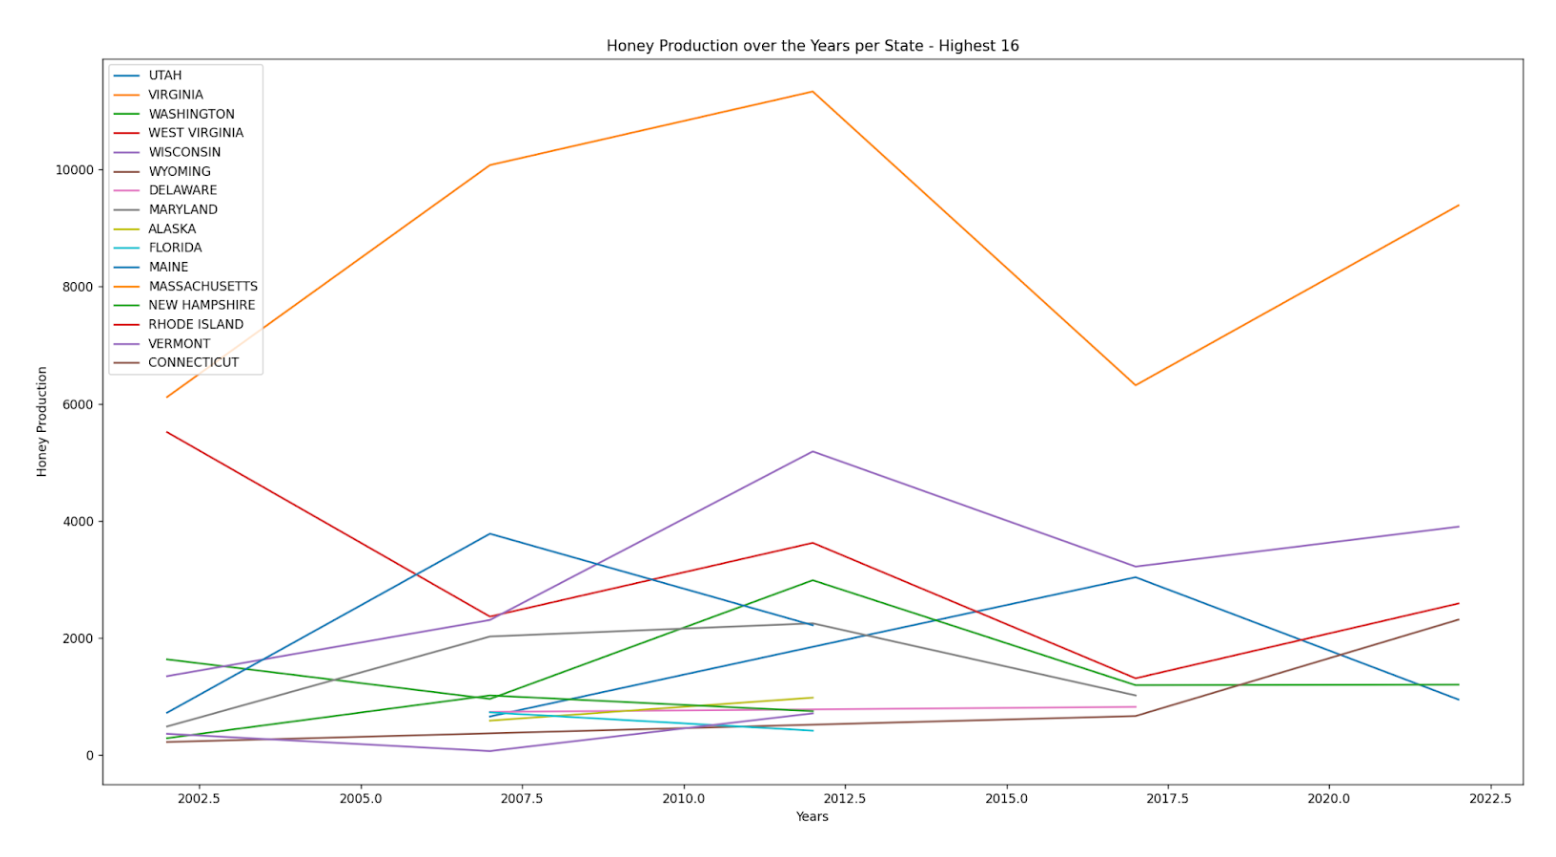 Honey Production over the Years per State - Highest 16
UTAH
VIRGINIA
WASHINGTON
WEST VIRGINIA
WISCONSIN
WYOMING
DELAWARE
MARYLAND
ALASKA
FLORIDA
MAINE
MASSACHUSETTS
NEW HAMPSHIRE
RHODE ISLAND
VERMONT
CONNECTICUT
10000
8000
6000
4000
2000
0
Honey Production
2002.5 2005.0 2007.5 2010.0 2012.5 2015.0 2017.5 2020.0 2022.5
Years